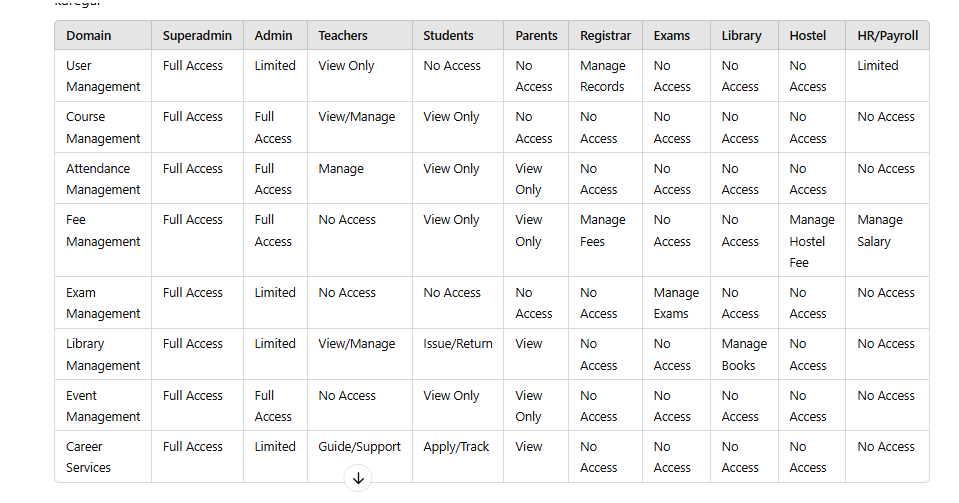 Domain Superadmin Admin Teachers Students Parents Registrar Exams Library Hostel HR/Payroll
User Full Access Limited View Only No Access No Manage No No No Limited
Management Access Records Access Access Access
Course Full Access Full View/Manage View Only No No No No No No Access
Management Access Access Access Access Access Access
Attendance Full Access Full Manage View Only View No No No No No Access
Management Access Only Access Access Access Access
Fee Full Access Full No Access View Only View Manage No No Manage Manage
Management Access Only Fees Access Access Hostel Salary
Fee
Exam Full Access Limited No Access No Access No No Manage No No No Access
Management Access Access Exams Access Access
Library Full Access Limited View/Manage Issue/Return View No No Manage No No Access
Management Access Access Books Access
Event Full Access Full No Access View Only View No No No No No Access
Management Access Only Access Access Access Access
Career Full Access Limited Guide/Support Apply/Track View No No No No No Access
Services Access Access Access Access